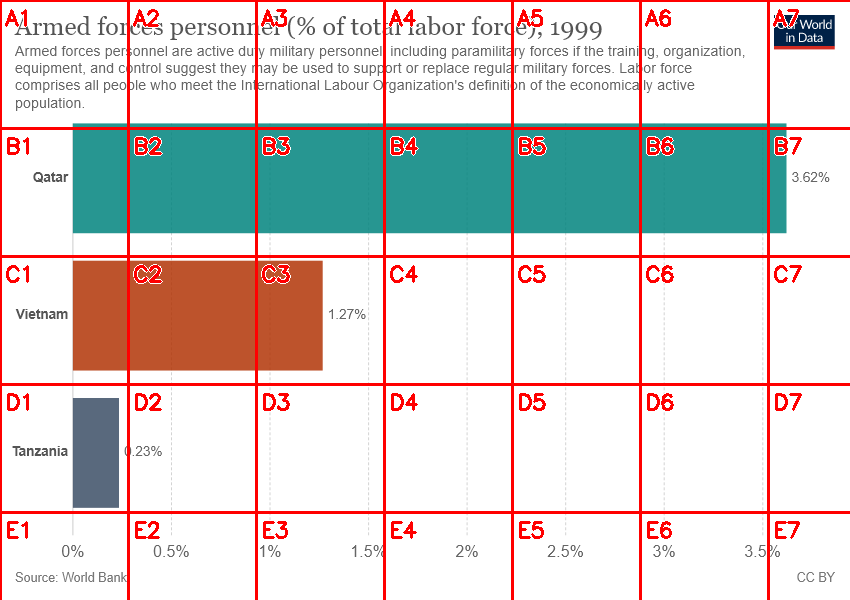 Armed forces personnel (% of total labor force), 1999
Our World
in Data
Armed forces personnel are active duty military personnel, including paramilitary forces if the training, organization,
equipment, and control suggest they may be used to support or replace regular military forces. Labor force
comprises all people who meet the International Labour Organization's definition of the economically active
population.
A1 A2 A3 A4 A5 A6 A7
B1 B2 B3 B4 B5 B6 B7
Qatar 3.62%
C1 C2 C3 C4 C5 C6 C7
Vietnam 1.27%
D1 D2 D3 D4 D5 D6 D7
Tanzania 0.23%
E1 E2 E3 E4 E5 E6 E7
0% 0.5% 1% 1.5% 2% 2.5% 3% 3.5%
Source: World Bank CC BY